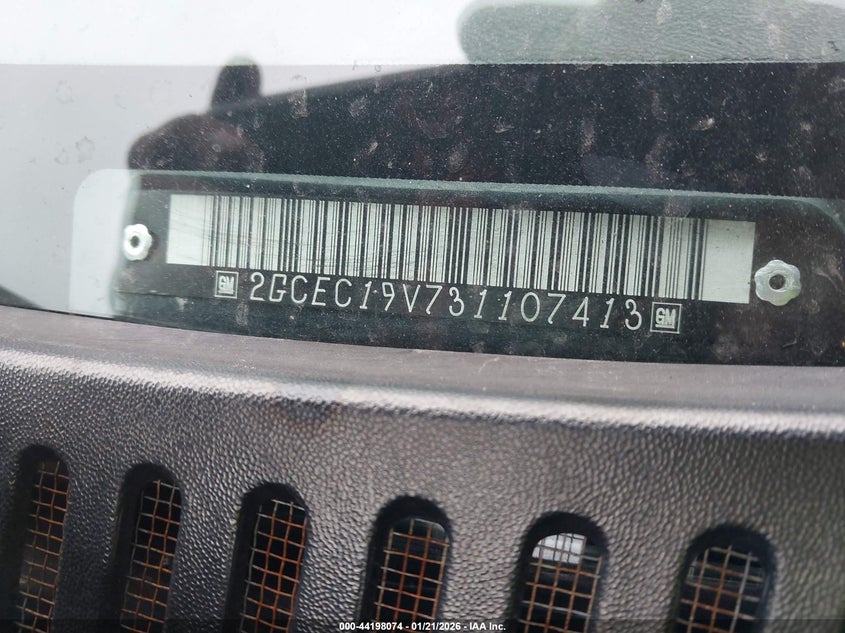 GM 2GCEC19V731107413 GM
000-44198074 — 01/21/2026 — IAA Inc.